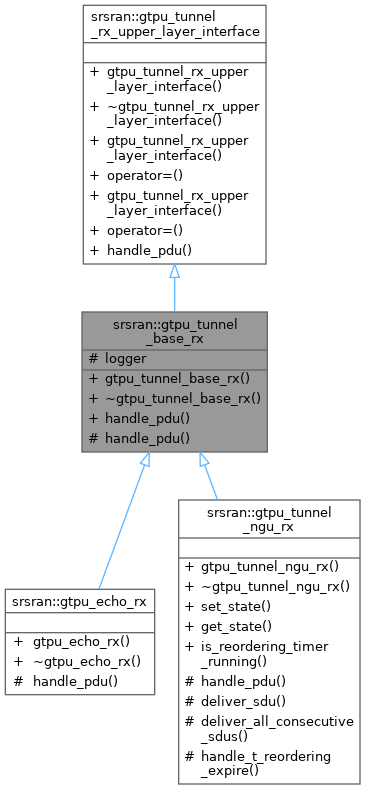 srsran::gtpu_tunnel
_rx_upper_layer_interface
+ gtpu_tunnel_rx_upper
_layer_interface()
+ ~gtpu_tunnel_rx_upper
_layer_interface()
+ gtpu_tunnel_rx_upper
_layer_interface()
+ operator=()
+ gtpu_tunnel_rx_upper
_layer_interface()
+ operator=()
+ handle_pdu()
srsran::gtpu_tunnel
_base_rx
# logger
+ gtpu_tunnel_base_rx()
+ ~gtpu_tunnel_base_rx()
+ handle_pdu()
# handle_pdu()
srsran::gtpu_echo_rx
+ gtpu_echo_rx()
+ ~gtpu_echo_rx()
# handle_pdu()
srsran::gtpu_tunnel
_ngu_rx
+ gtpu_tunnel_ngu_rx()
+ ~gtpu_tunnel_ngu_rx()
+ set_state()
+ get_state()
+ is_reordering_timer
_running()
# handle_pdu()
# deliver_sdu()
# deliver_all_consecutive
_sdus()
# handle_t_reordering
_expire()